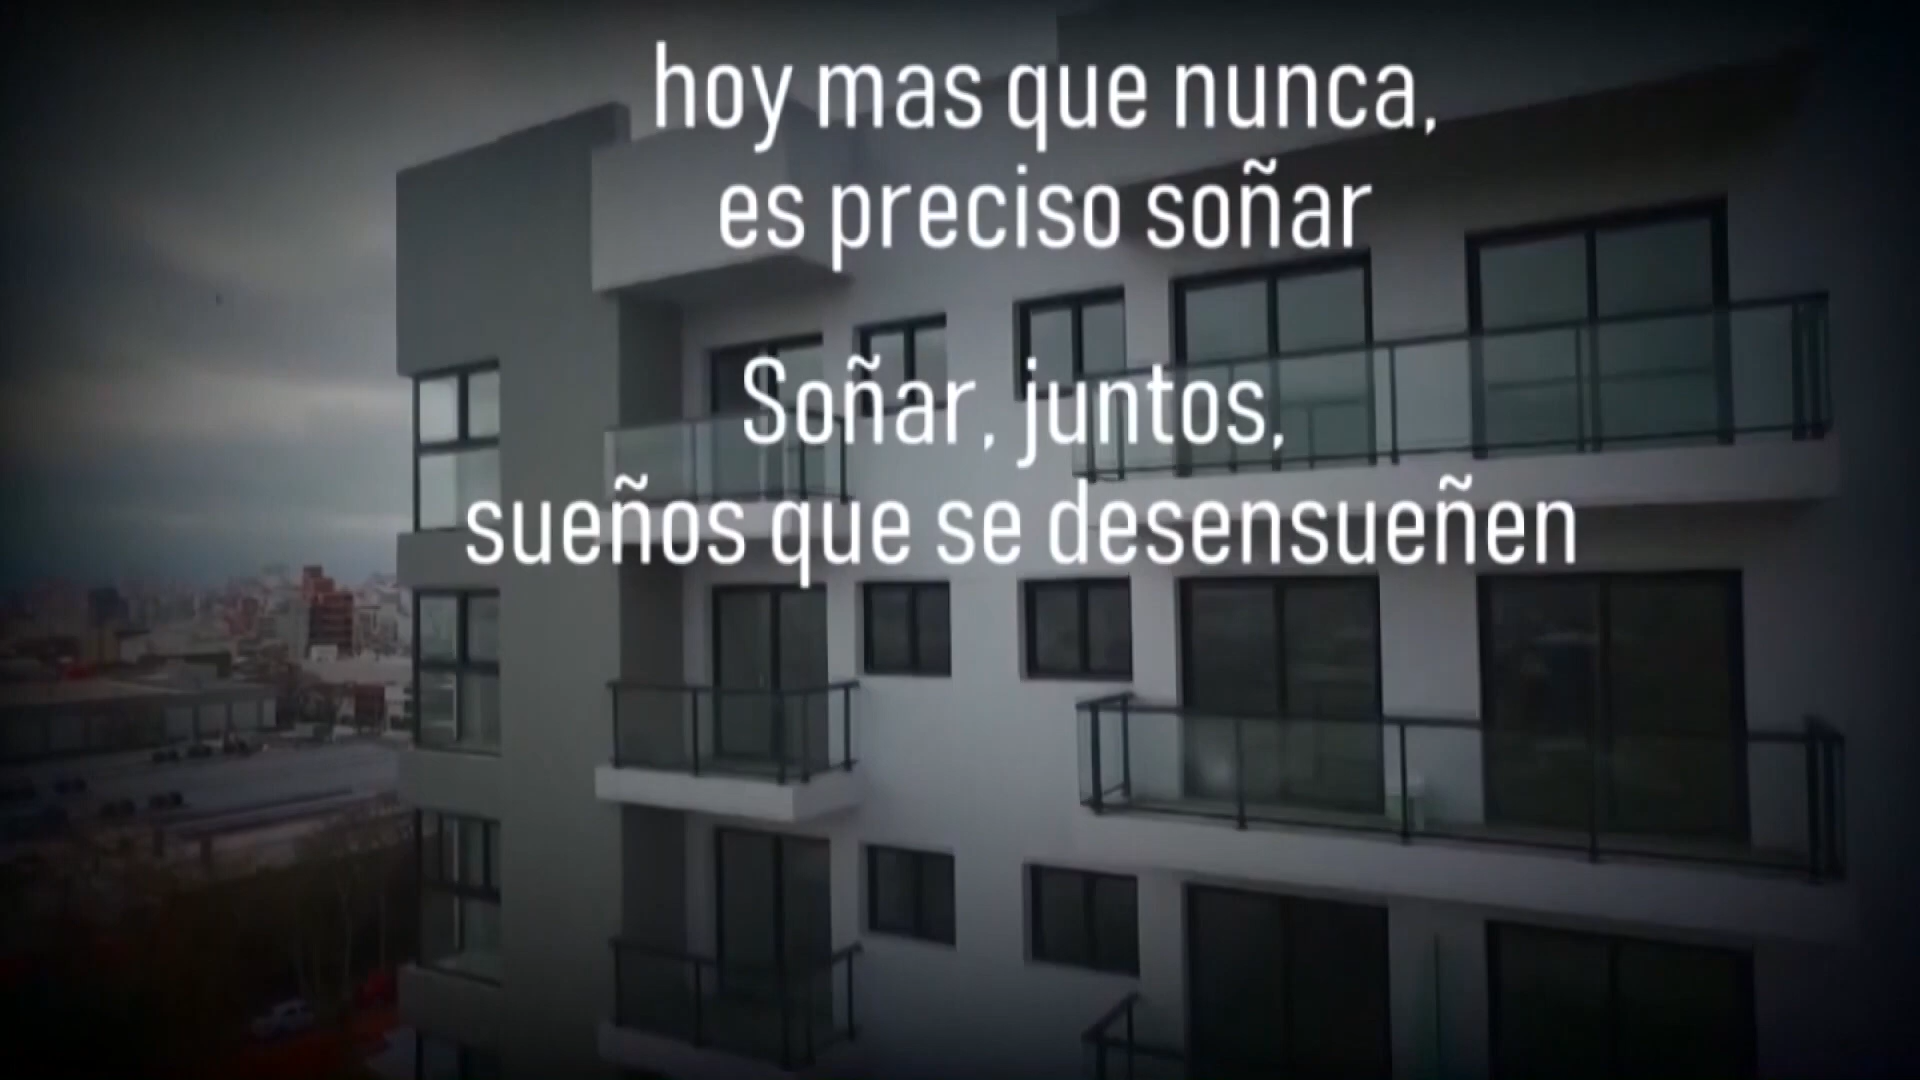 hoy mas que nunca,
es preciso soñar
Soñar, juntos,
sueños que se desensueñen